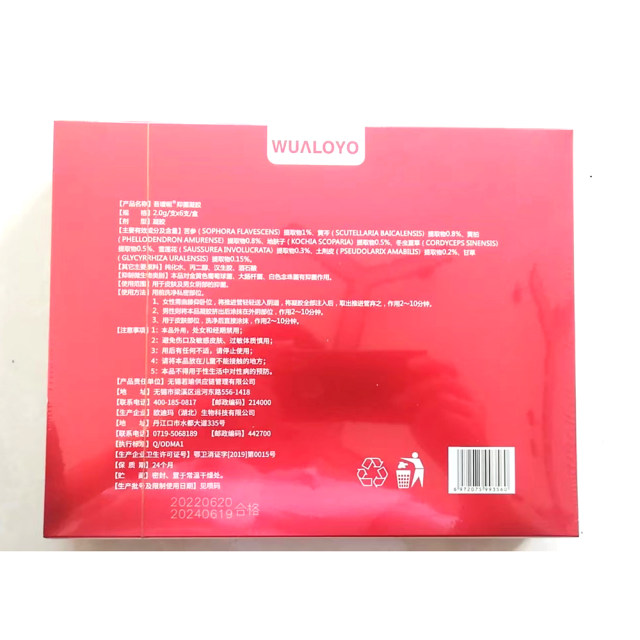 WUALOYO
【产品名称】
抑菌凝胶
【规 格】2.0g/支x6支/盒
【剂 型】凝胶
【主要有效成分及含量】苦参（SOPHORA FLAVESCENS）提取物1%、黄芩（SCUTELLARIA BAICALENSIS）提取物0.8%、黄柏
（PHELLODENDRON AMURENSE）提取物0.8%、地肤子（KOCHIA SCOPARIA）提取物0.5%、冬虫夏草（CORDYCEPS SINENSIS）
提取物0.5%、雪莲花（SAUSSUREA INVOLUCRATA）提取物0.3%、土荆皮（PSEUDOLARIX AMABILIS）提取物0.2%、甘草
（GLYCYRRHIZA URALENSIS）提取物0.15%。
【其它主要原料】纯化水、丙二醇、汉生胶、
【抑制微生物类别】本品对金黄色葡萄球菌、大肠杆菌、白色念珠菌有抑菌作用。
【使用范围】用于皮肤及男女阴部的抑菌。
【使用方法】用前洗净私密部位。
1、女性需曲膝仰卧位，将推进管轻轻送入阴道，将凝胶全部注入后，取出推进管弃之，作用2～10分钟。
2、男性则将本品凝胶挤出后涂抹在外阴部位，作用2～10分钟。
3、用于皮肤部位，洗净后直接涂抹，作用2～10分钟。
【注意事项】1：本品外用，处女和经期禁用；
2：避免伤口及敏感皮肤，过敏体质慎用；
3：用后有任何不适，请停止使用；
4：请将本品放在儿童不能接触的地方；
5：本品不得用于性生活中对性病的预防。
【产品责任单位】无锡若瑜供应链管理有限公司
【地 址】无锡市梁溪区运河东路556-1418
【联系电话】400-185-0817 【邮政编码】214000
【生产企业】欧迪玛（湖北）生物科技有限公司
【地 址】丹江口市水都大道335号
【联系电话】0719-5068189 【邮政编码】442700
【执行标准】Q/ODMA1
【生产企业卫生许可证号】鄂卫消证字[2019]第0015号
【保 质 期】24个月
【贮 藏】密封，置于常温干燥处。
【生产批号及限制使用日期】见喷码
20220620
20240619合格